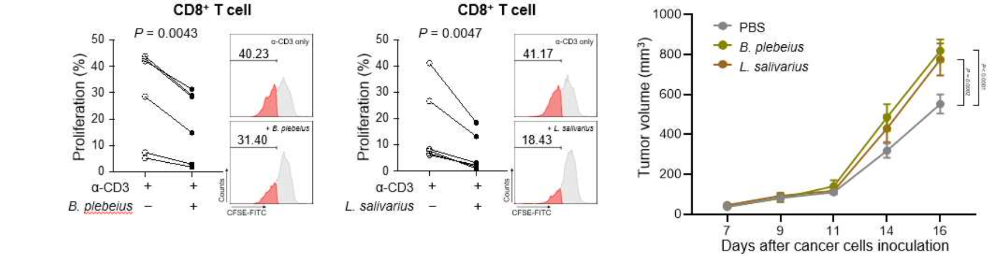 CD8⁺ T cell
P = 0.0043
Proliferation (%)
50
40
30
20
10
0
α-CD3 + +
B. plebeius − +
α-CD3 only
40.23
+ B. plebeius
31.40
Counts
CFSE-FITC
CD8⁺ T cell
P = 0.0047
Proliferation (%)
50
40
30
20
10
0
α-CD3 + +
L. salivarius − +
α-CD3 only
41.17
+ L. salivarius
18.43
Counts
CFSE-FITC
Tumor volume (mm³)
1000
800
600
400
200
0
PBS
B. plebeius
L. salivarius
P = 0.0002
P < 0.0001
7 9 11 14 16
Days after cancer cells inoculation